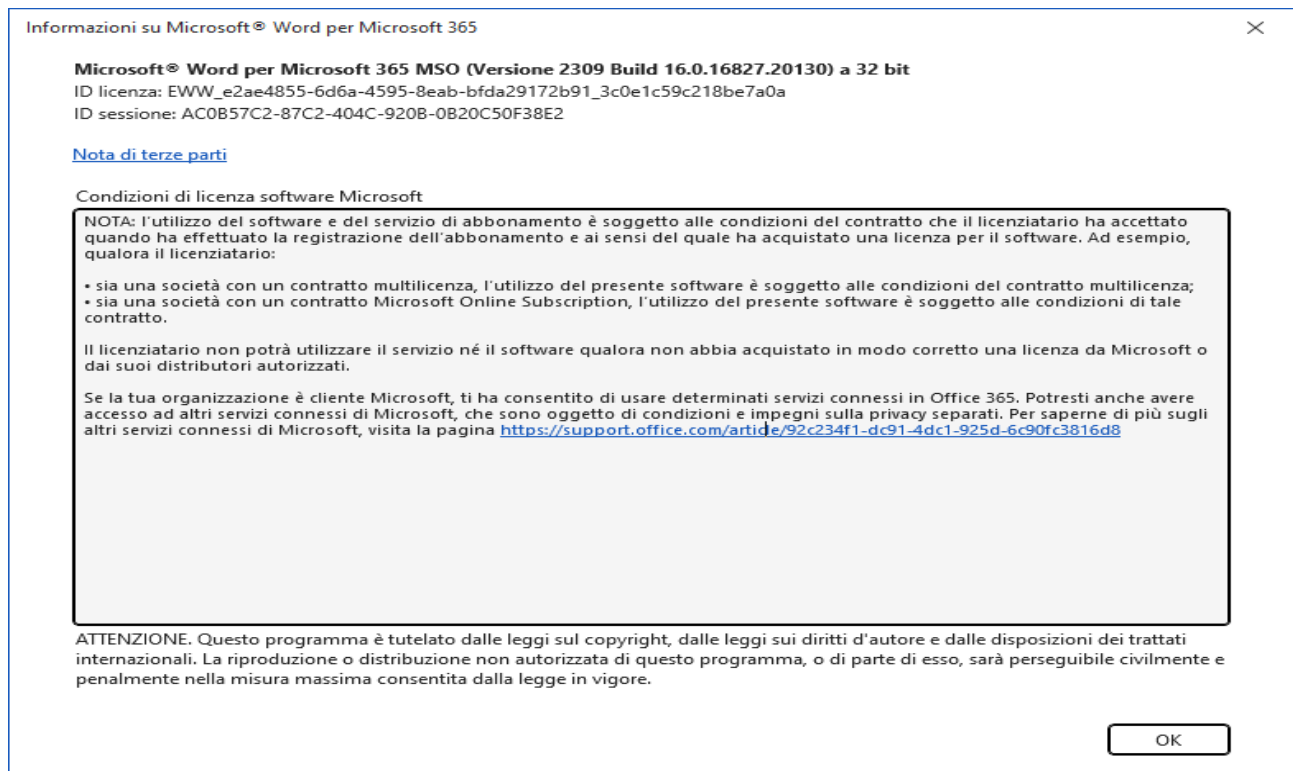 Informazioni su Microsoft® Word per Microsoft 365
Microsoft® Word per Microsoft 365 MSO (Versione 2309 Build 16.0.16827.20130) a 32 bit
ID licenza: EWW_e2ae4855-6d6a-4595-8eab-bfda29172b91_3c0e1c59c218be7a0a
ID sessione: AC0B57C2-87C2-404C-920B-0B20C50F38E2
Nota di terze parti
Condizioni di licenza software Microsoft
NOTA: l'utilizzo del software e del servizio di abbonamento è soggetto alle condizioni del contratto che il licenziatario ha accettato
quando ha effettuato la registrazione dell'abbonamento e ai sensi del quale ha acquistato una licenza per il software. Ad esempio,
qualora il licenziatario:
• sia una società con un contratto multilicenza, l'utilizzo del presente software è soggetto alle condizioni del contratto multilicenza;
• sia una società con un contratto Microsoft Online Subscription, l'utilizzo del presente software è soggetto alle condizioni di tale
contratto.
Il licenziatario non potrà utilizzare il servizio né il software qualora non abbia acquistato in modo corretto una licenza da Microsoft o
dai suoi distributori autorizzati.
Se la tua organizzazione è cliente Microsoft, ti ha consentito di usare determinati servizi connessi in Office 365. Potresti anche avere
accesso ad altri servizi connessi di Microsoft, che sono oggetto di condizioni e impegni sulla privacy separati. Per saperne di più sugli
altri servizi connessi di Microsoft, visita la pagina https://support.office.com/article/92c234f1-dc91-4dc1-925d-6c90fc3816d8
ATTENZIONE. Questo programma è tutelato dalle leggi sul copyright, dalle leggi sui diritti d'autore e dalle disposizioni dei trattati
internazionali. La riproduzione o distribuzione non autorizzata di questo programma, o di parte di esso, sarà perseguibile civilmente e
penalmente nella misura massima consentita dalla legge in vigore.
OK